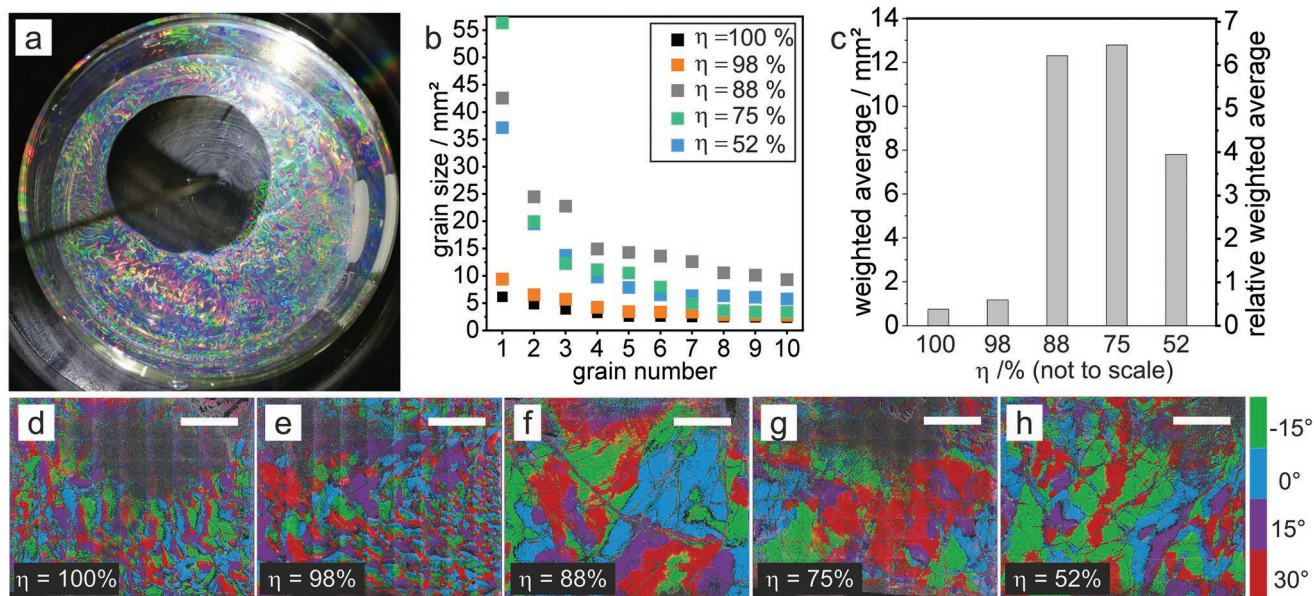 a
b
grain size / mm²
55
50
45
40
35
30
25
20
15
10
5
0
1 2 3 4 5 6 7 8 9 10
grain number
η =100 %
η = 98 %
η = 88 %
η = 75 %
η = 52 %
c
weighted average / mm²
14
12
10
8
6
4
2
0
100 98 88 75 52
η /% (not to scale)
7
6
5
4
3
2
1
0
relative weighted average
d
η = 100%
e
η = 98%
f
η = 88%
g
η = 75%
h
η = 52%
-15°
0°
15°
30°